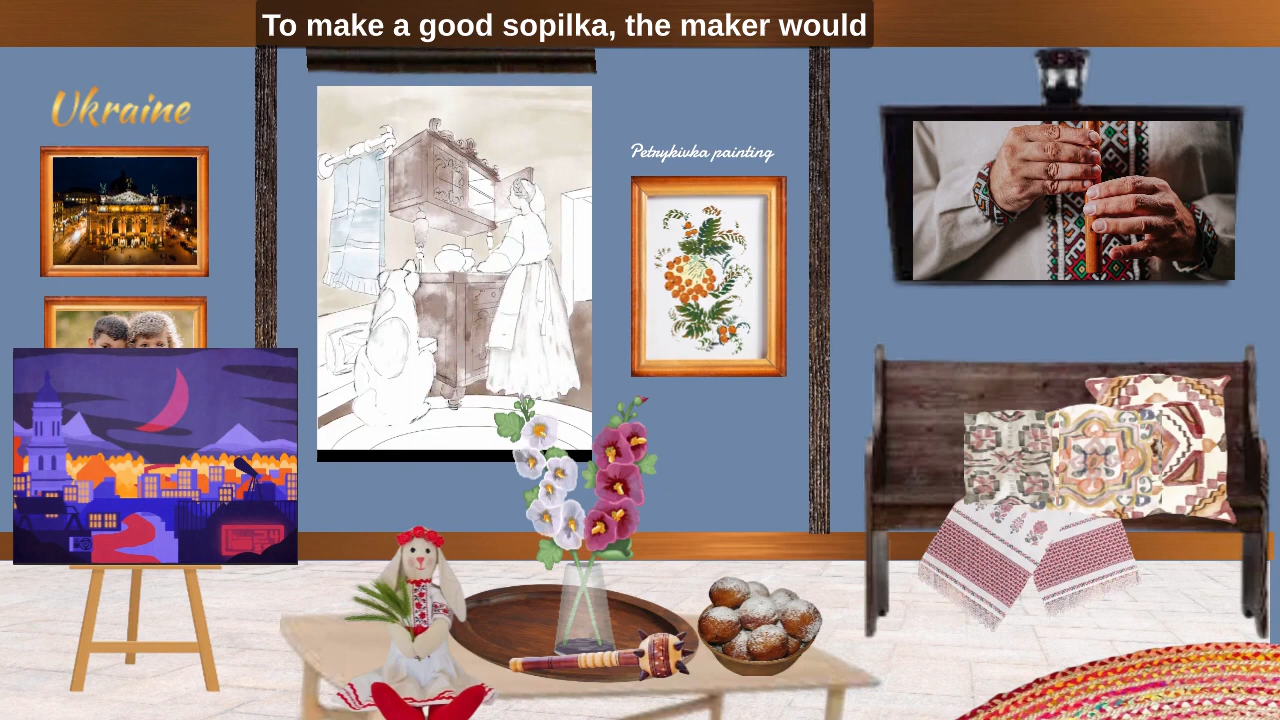 To make a good sopilka, the maker would
Ukraine
Petrykivka painting